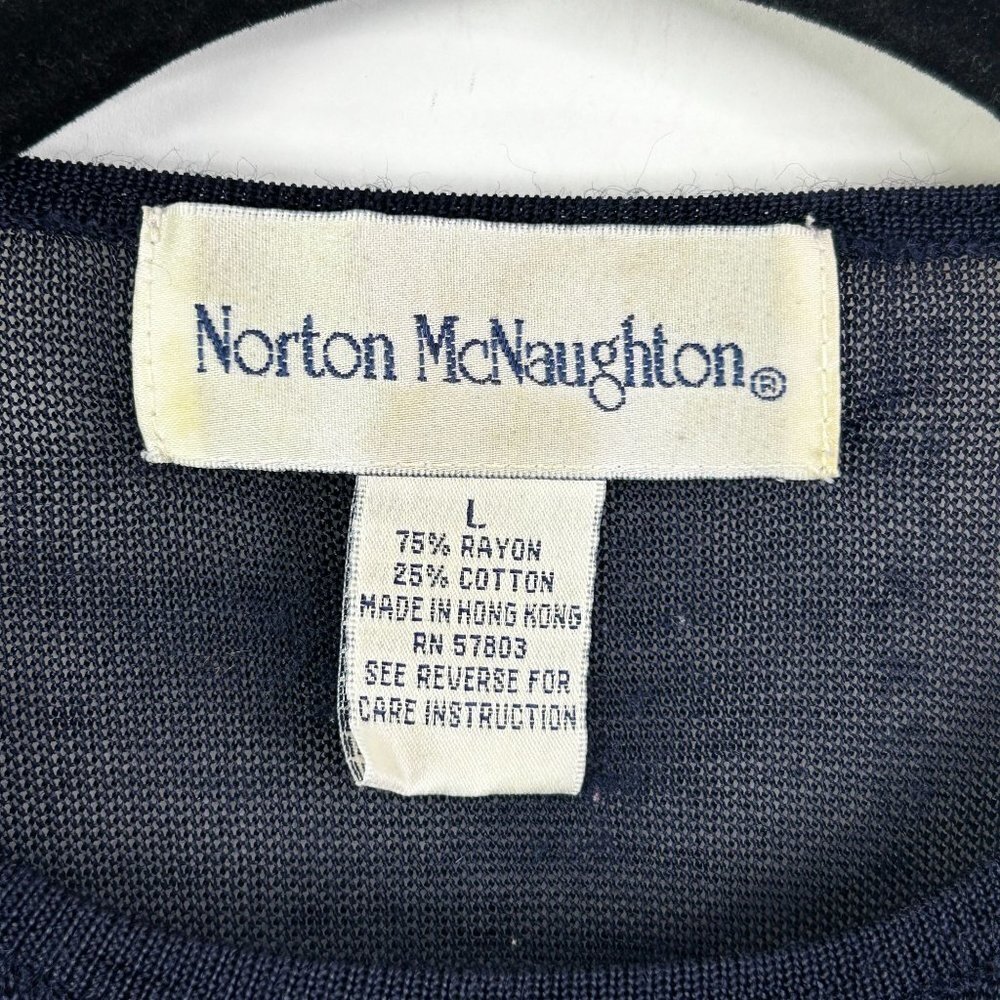 Norton McNaughton®
L
75% RAYON
25% COTTON
MADE IN HONG KONG
RN 57803
SEE REVERSE FOR
CARE INSTRUCTION